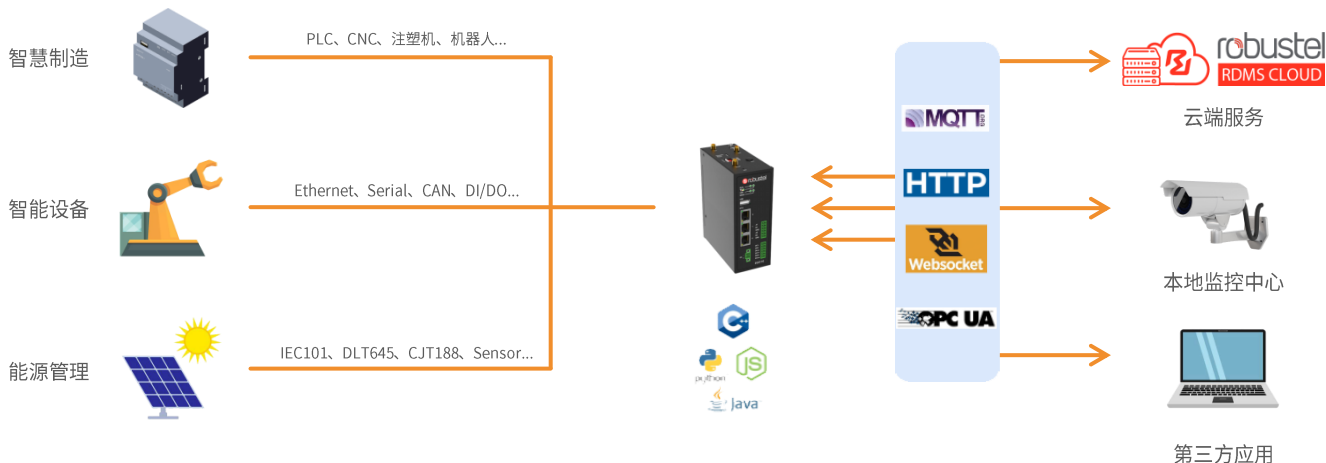 智慧制造
PLC、CNC、注塑机、机器人...
智能设备
Ethernet、Serial、CAN、DI/DO...
能源管理
IEC101、DLT645、CJT188、Sensor...
robustel
C++
python
JS
Java
MQTT.ORG
HTTP
Websocket
OPC UA
robustel
RDMS CLOUD
云端服务
本地监控中心
第三方应用